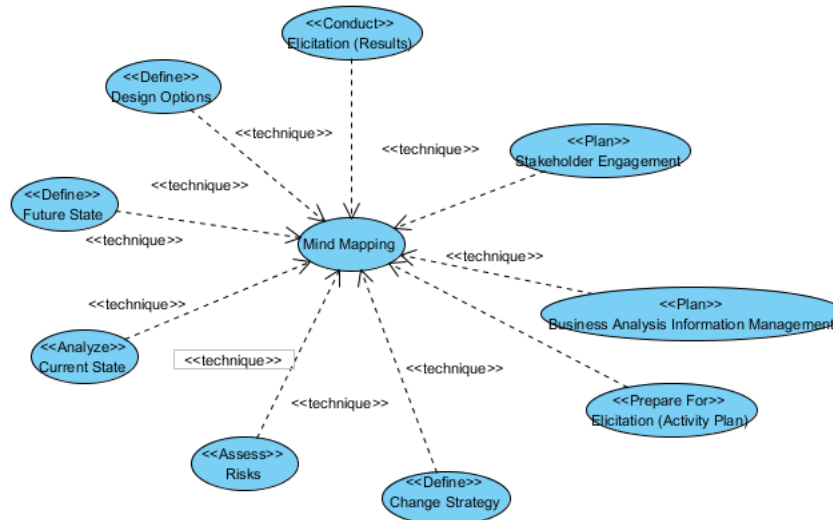 <<Conduct>>
Elicitation (Results)
<<Define>>
Design Options
<<technique>>
<<technique>>
<<Plan>>
Stakeholder Engagement
<<technique>>
<<Define>>
Future State
<<technique>>
Mind Mapping
<<technique>>
<<technique>>
<<Plan>>
Business Analysis Information Management
<<Analyze>>
Current State
<<technique>>
<<technique>>
<<technique>>
<<Prepare For>>
Elicitation (Activity Plan)
<<Assess>>
Risks
<<Define>>
Change Strategy